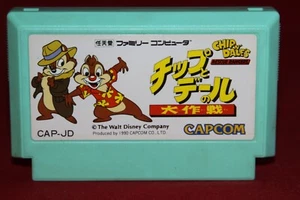 任天堂 ファミリーコンピュータ
CHIP 'N DALE'S
チップとデールの
大作戦
© The Walt Disney Company
Produced by 1990 CAPCOM CO., LTD.
CAP-JD
CAPCOM